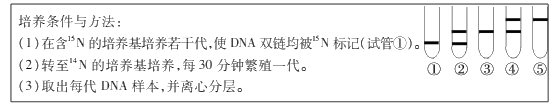 培养条件与方法:
(1)在含¹⁵N的培养基培养若干代,使DNA双链均被¹⁵N标记(试管①)。
(2)转至¹⁴N的培养基培养,每30分钟繁殖一代。
(3)取出每代DNA样本,并离心分层。
① ② ③ ④ ⑤